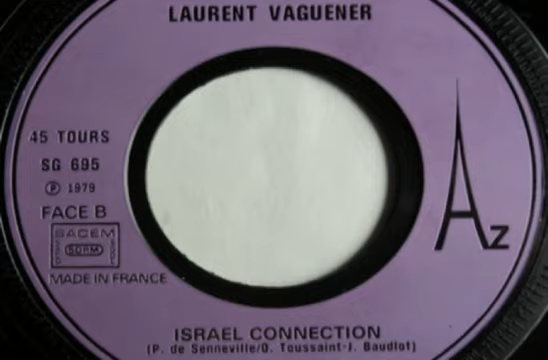 LAURENT VAGUENER
45 TOURS
SG 695
℗ 1979
FACE B
SACEM
SDRM
MADE IN FRANCE
Az
ISRAEL CONNECTION
(P. de Senneville/O. Toussaint-J. Baudlot)